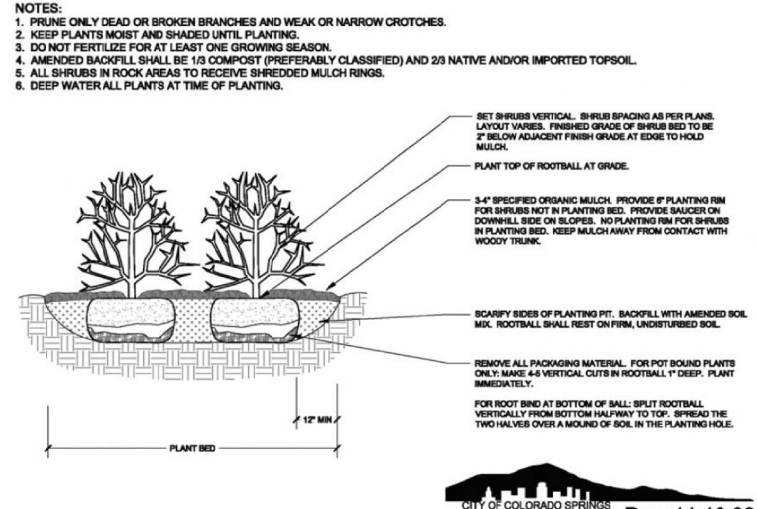 NOTES:
1. PRUNE ONLY DEAD OR BROKEN BRANCHES AND WEAK OR NARROW CROTCHES.
2. KEEP PLANTS MOIST AND SHADED UNTIL PLANTING.
3. DO NOT FERTILIZE FOR AT LEAST ONE GROWING SEASON.
4. AMENDED BACKFILL SHALL BE 1/3 COMPOST (PREFERABLY CLASSIFIED) AND 2/3 NATIVE AND/OR IMPORTED TOPSOIL.
5. ALL SHRUBS IN ROCK AREAS TO RECEIVE SHREDDED MULCH RINGS.
6. DEEP WATER ALL PLANTS AT TIME OF PLANTING.
SET SHRUBS VERTICAL. SHRUB SPACING AS PER PLANS.
LAYOUT VARIES. FINISHED GRADE OF SHRUB BED TO BE
2" BELOW ADJACENT FINISH GRADE AT EDGE TO HOLD
MULCH.
PLANT TOP OF ROOTBALL AT GRADE.
3-4" SPECIFIED ORGANIC MULCH. PROVIDE 6" PLANTING RIM
FOR SHRUBS NOT IN PLANTING BED. PROVIDE SAUCER ON
DOWNHILL SIDE ON SLOPES. NO PLANTING RIM FOR SHRUBS
IN PLANTING BED. KEEP MULCH AWAY FROM CONTACT WITH
WOODY TRUNK.
SCARIFY SIDES OF PLANTING PIT. BACKFILL WITH AMENDED SOIL
MIX. ROOTBALL SHALL REST ON FIRM, UNDISTURBED SOIL.
REMOVE ALL PACKAGING MATERIAL. FOR POT BOUND PLANTS
ONLY: MAKE 4-5 VERTICAL CUTS IN ROOTBALL 1" DEEP. PLANT
IMMEDIATELY.
FOR ROOT BIND AT BOTTOM OF BALL: SPLIT ROOTBALL
VERTICALLY FROM BOTTOM HALFWAY TO TOP. SPREAD THE
TWO HALVES OVER A MOUND OF SOIL IN THE PLANTING HOLE.
12" MIN
PLANT BED
CITY OF COLORADO SPRINGS